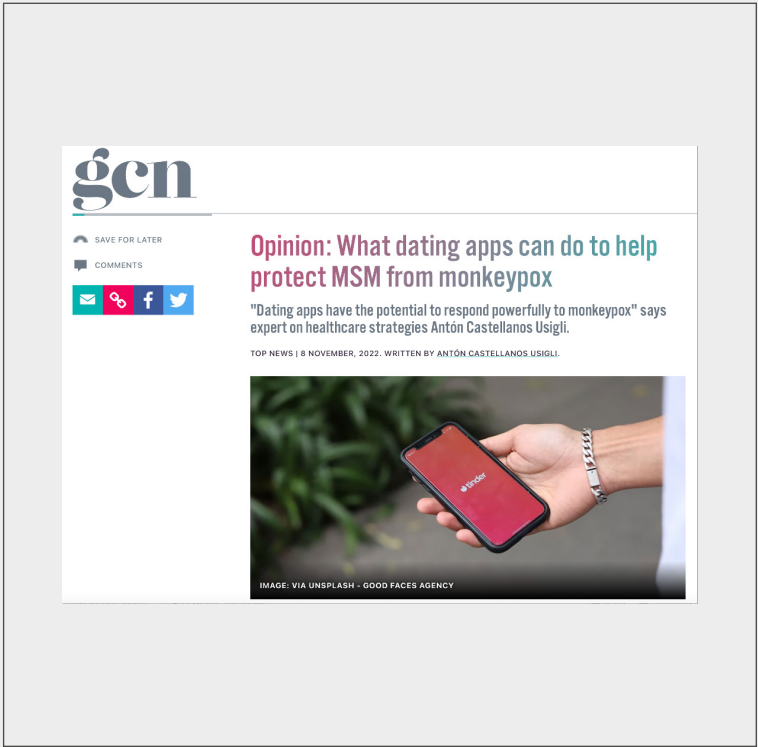 gcn
SAVE FOR LATER
COMMENTS
Opinion: What dating apps can do to help
protect MSM from monkeypox
"Dating apps have the potential to respond powerfully to monkeypox" says
expert on healthcare strategies Antón Castellanos Usigli.
TOP NEWS | 8 NOVEMBER, 2022. WRITTEN BY ANTÓN CASTELLANOS USIGLI.
tinder
IMAGE: VIA UNSPLASH - GOOD FACES AGENCY